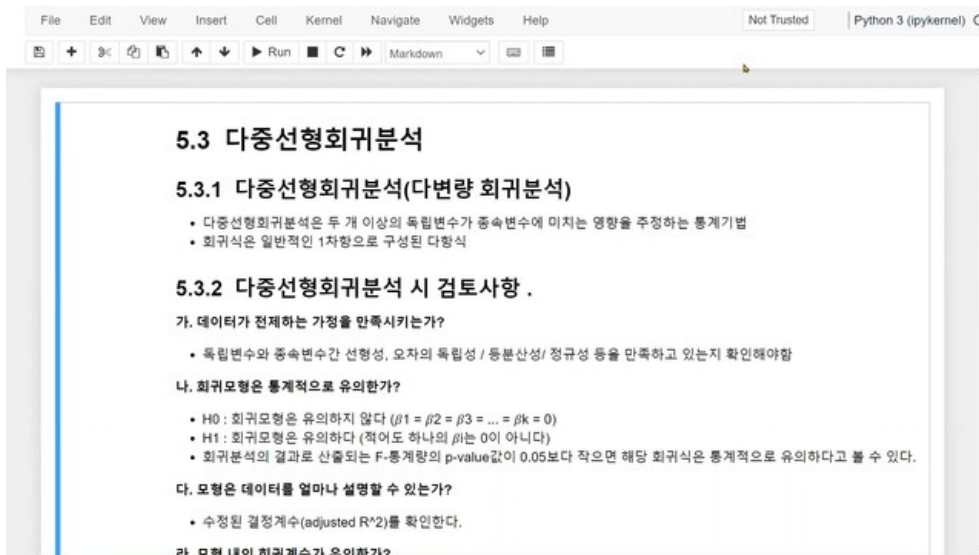 File Edit View Insert Cell Kernel Navigate Widgets Help Not Trusted Python 3 (ipykernel)
Run Markdown
5.3 다중선형회귀분석
5.3.1 다중선형회귀분석(다변량 회귀분석)
• 다중선형회귀분석은 두 개 이상의 독립변수가 종속변수에 미치는 영향을 추정하는 통계기법
• 회귀식은 일반적인 1차항으로 구성된 다항식
5.3.2 다중선형회귀분석 시 검토사항 .
가. 데이터가 전제하는 가정을 만족시키는가?
• 독립변수와 종속변수간 선형성, 오차의 독립성 / 등분산성/ 정규성 등을 만족하고 있는지 확인해야함
나. 회귀모형은 통계적으로 유의한가?
• H0 : 회귀모형은 유의하지 않다 (β1 = β2 = β3 = ... = βk = 0)
• H1 : 회귀모형은 유의하다 (적어도 하나의 βi는 0이 아니다)
• 회귀분석의 결과로 산출되는 F-통계량의 p-value값이 0.05보다 작으면 해당 회귀식은 통계적으로 유의하다고 볼 수 있다.
다. 모형은 데이터를 얼마나 설명할 수 있는가?
• 수정된 결정계수(adjusted R^2)를 확인한다.
라. 모형 내의 회귀계수가 유의한가?